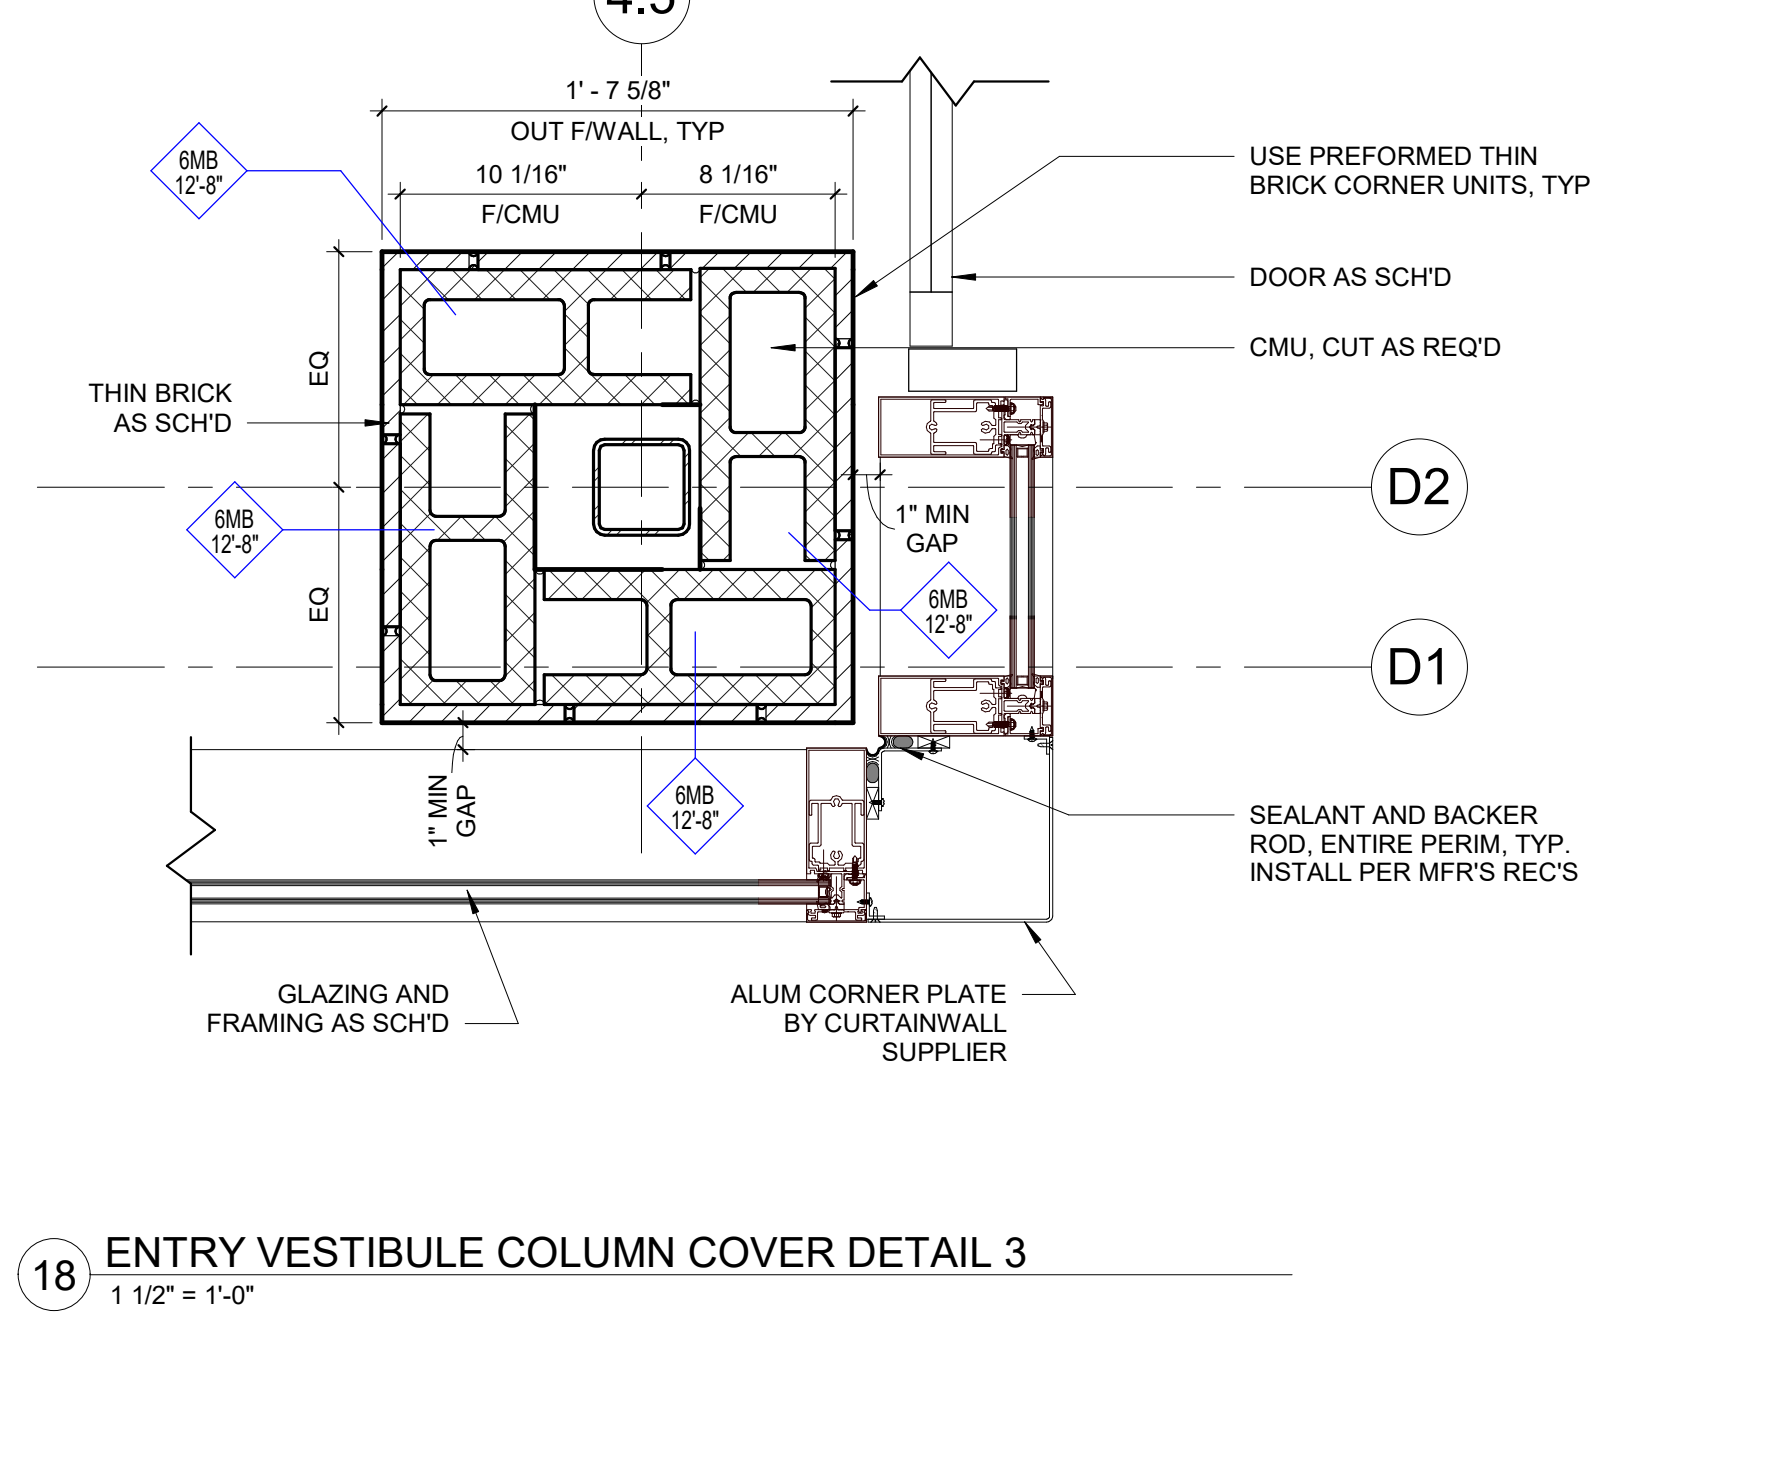 4.5
1' - 7 5/8"
OUT F/WALL, TYP
10 1/16"
8 1/16"
F/CMU
F/CMU
6MB
12'-8"
USE PREFORMED THIN
BRICK CORNER UNITS, TYP
DOOR AS SCH'D
CMU, CUT AS REQ'D
EQ
THIN BRICK
AS SCH'D
D2
6MB
12'-8"
1" MIN
GAP
EQ
6MB
12'-8"
D1
1" MIN
GAP
6MB
12'-8"
SEALANT AND BACKER
ROD, ENTIRE PERIM, TYP.
INSTALL PER MFR'S REC'S
GLAZING AND
FRAMING AS SCH'D
ALUM CORNER PLATE
BY CURTAINWALL
SUPPLIER
18
ENTRY VESTIBULE COLUMN COVER DETAIL 3
1 1/2" = 1'-0"